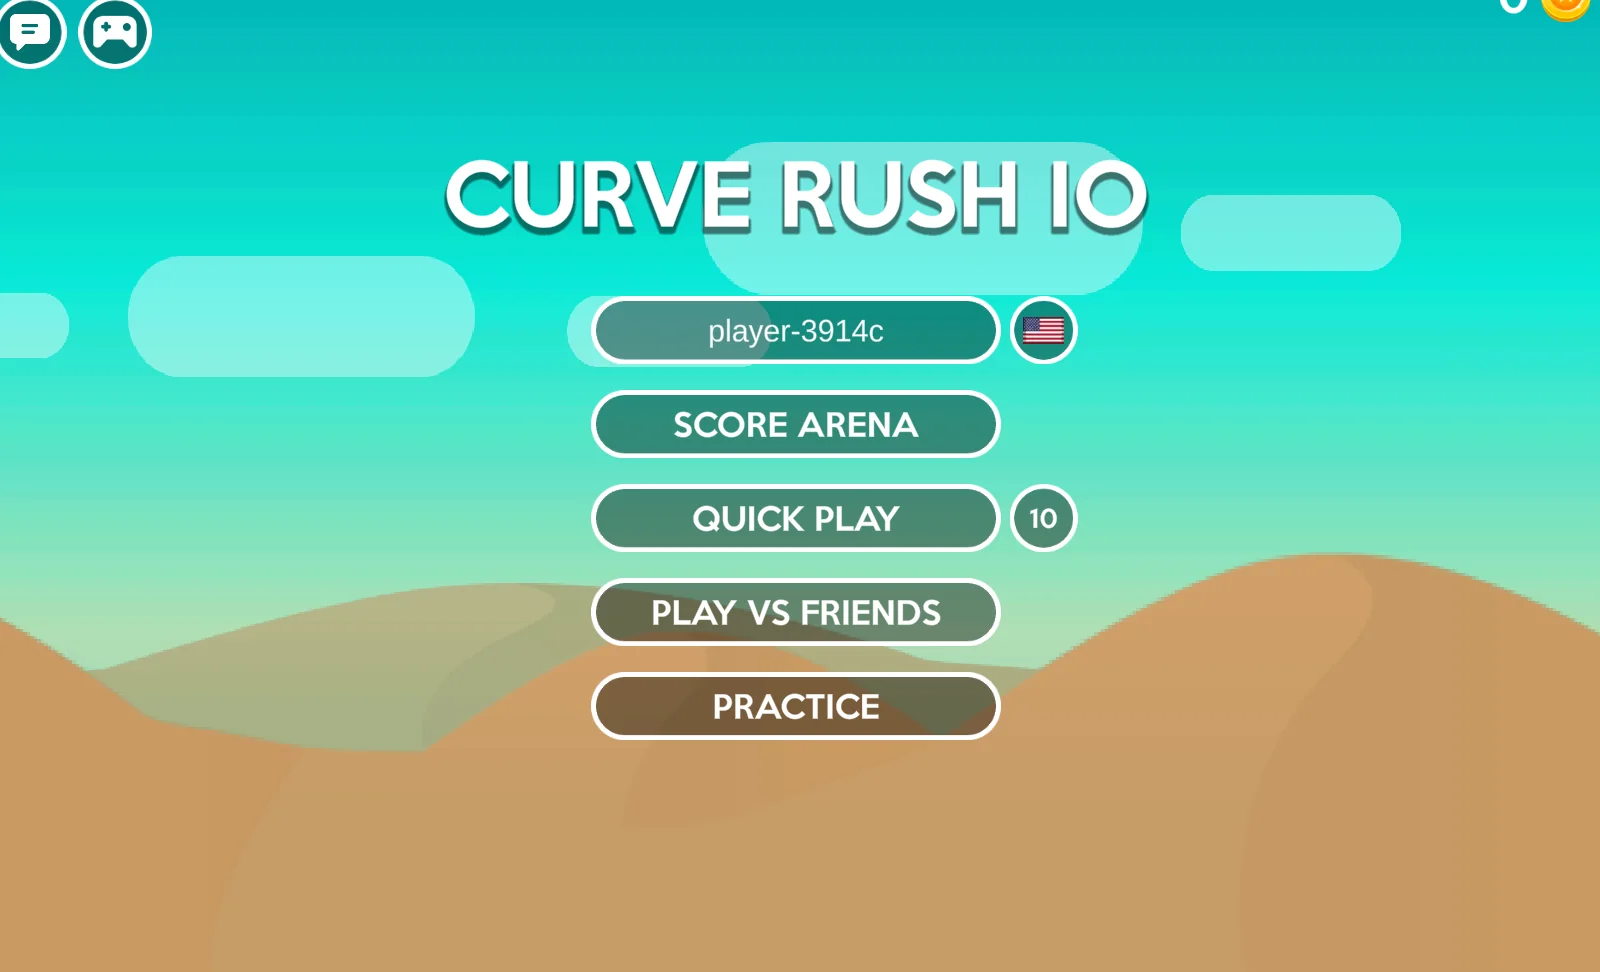 CURVE RUSH IO
player-3914c
SCORE ARENA
QUICK PLAY
10
PLAY VS FRIENDS
PRACTICE